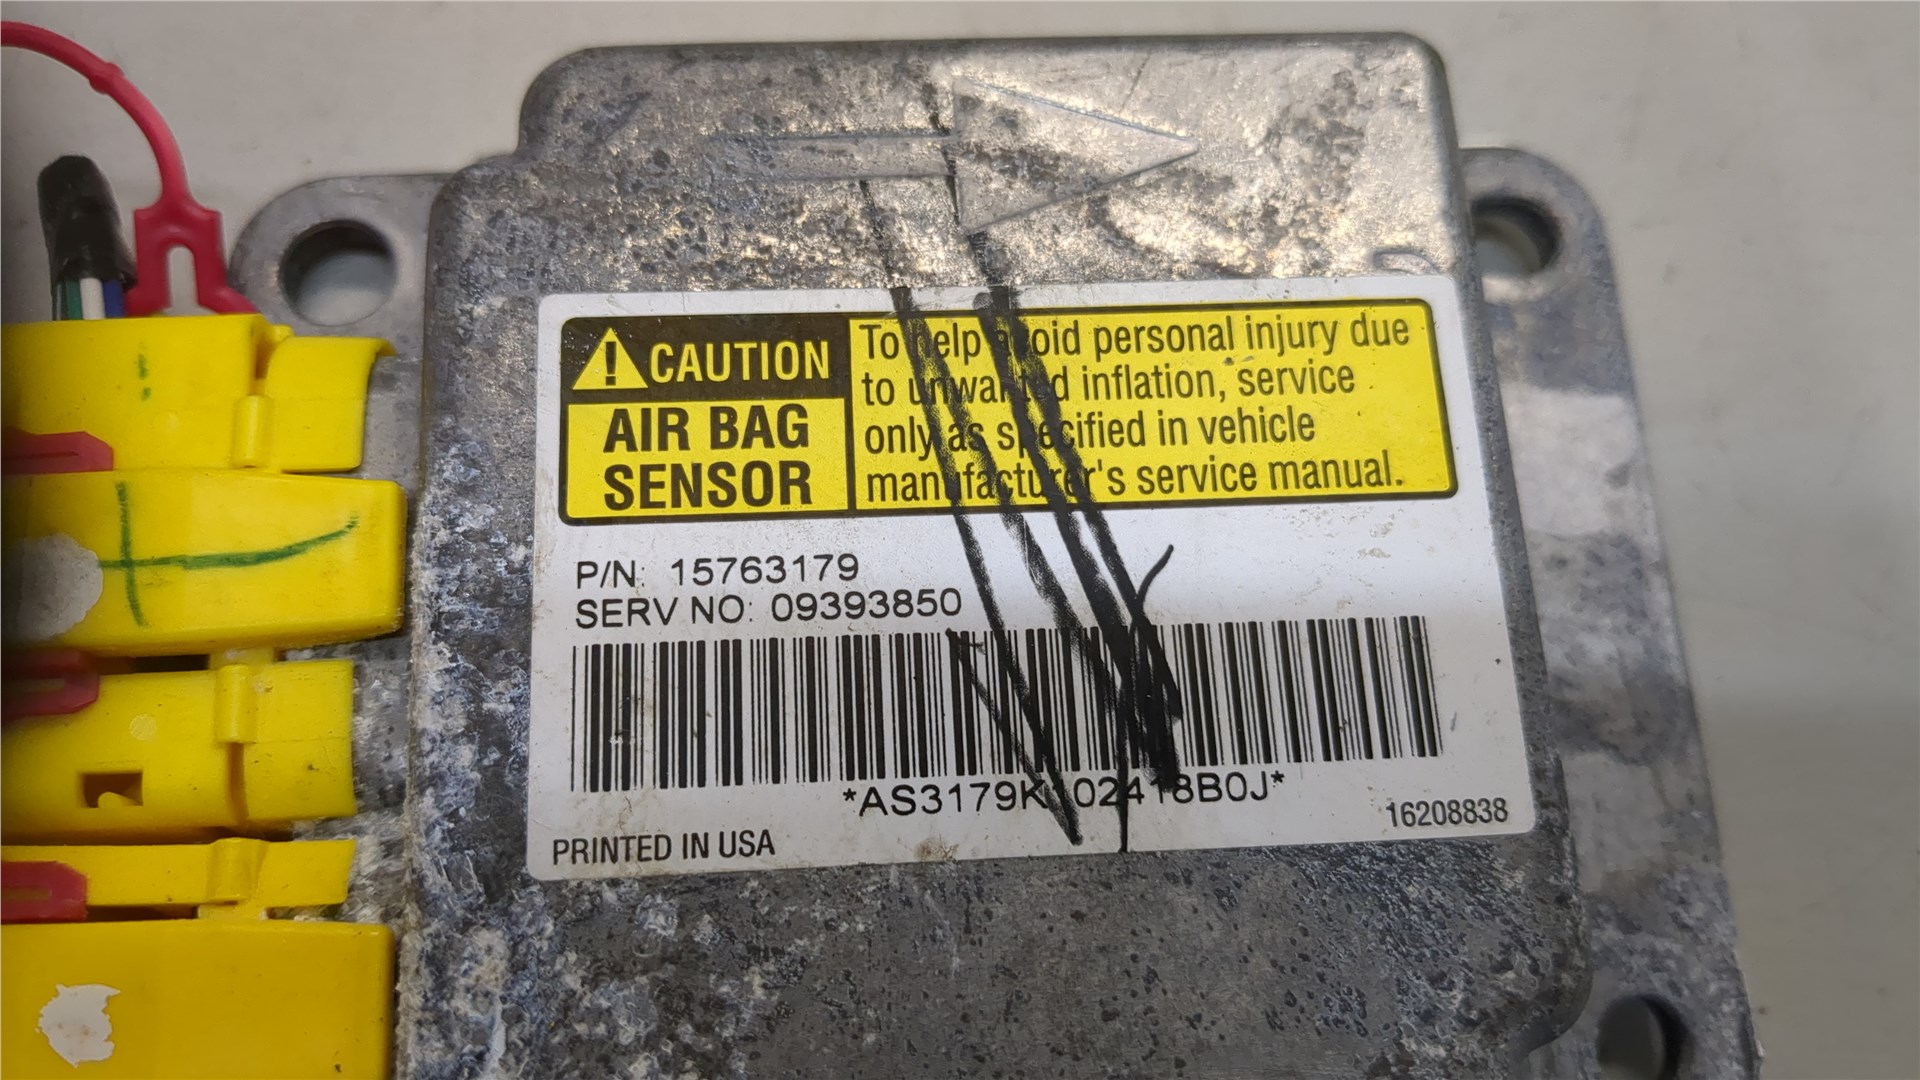 CAUTION
AIR BAG
SENSOR
To help avoid personal injury due
to unwanted inflation, service
only as specified in vehicle
manufacturer's service manual.
P/N: 15763179
SERV NO: 09393850
*AS3179K102418B0J*
16208838
PRINTED IN USA